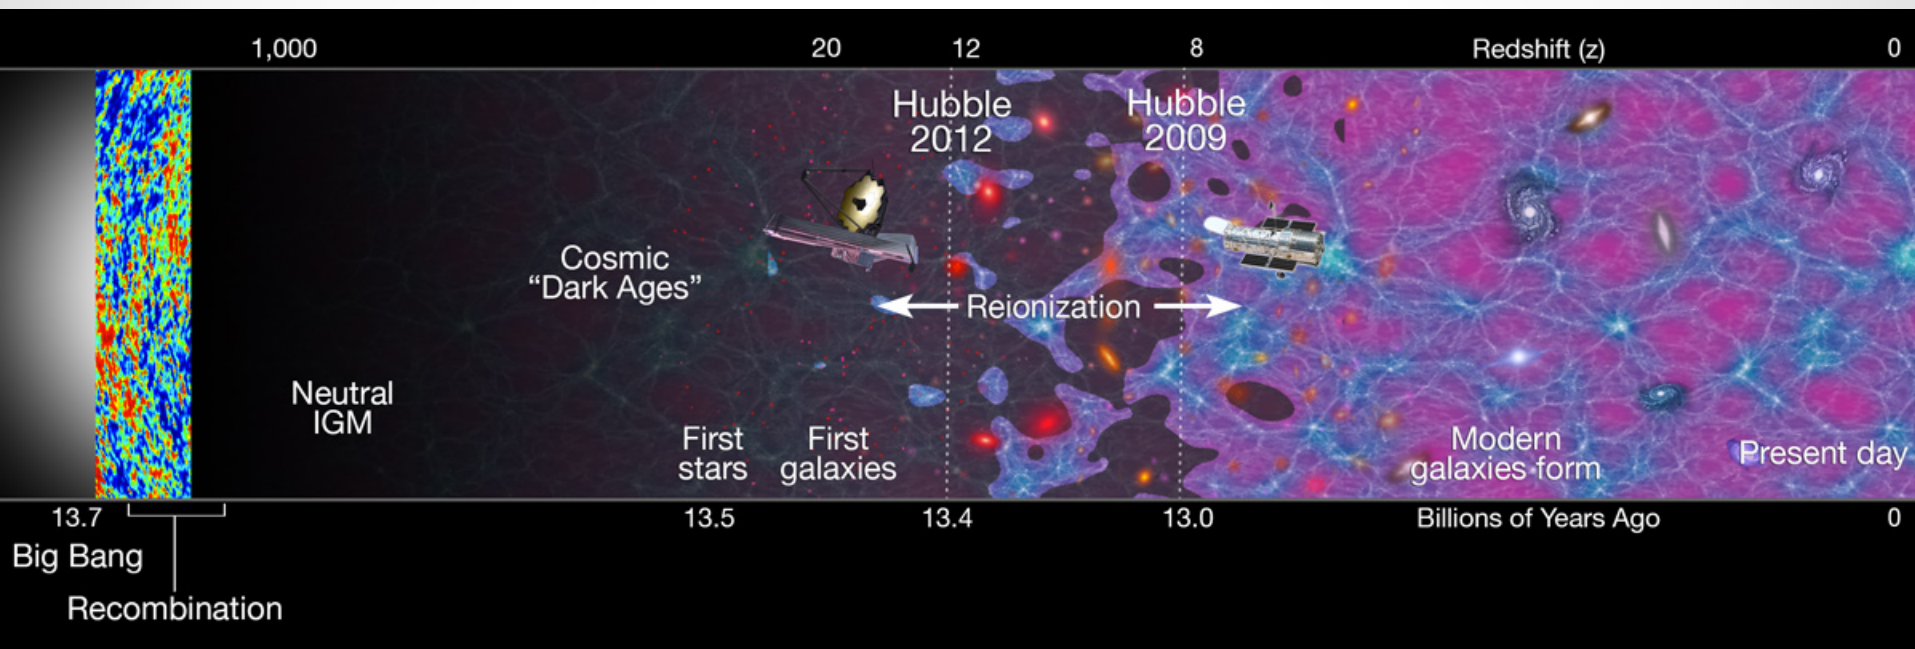 1,000 20 12 8 Redshift (z) 0
Hubble
2012
Hubble
2009
Cosmic
“Dark Ages”
Reionization
Neutral
IGM
First
stars
First
galaxies
Modern
galaxies form
Present day
13.7 13.5 13.4 13.0 Billions of Years Ago 0
Big Bang
Recombination